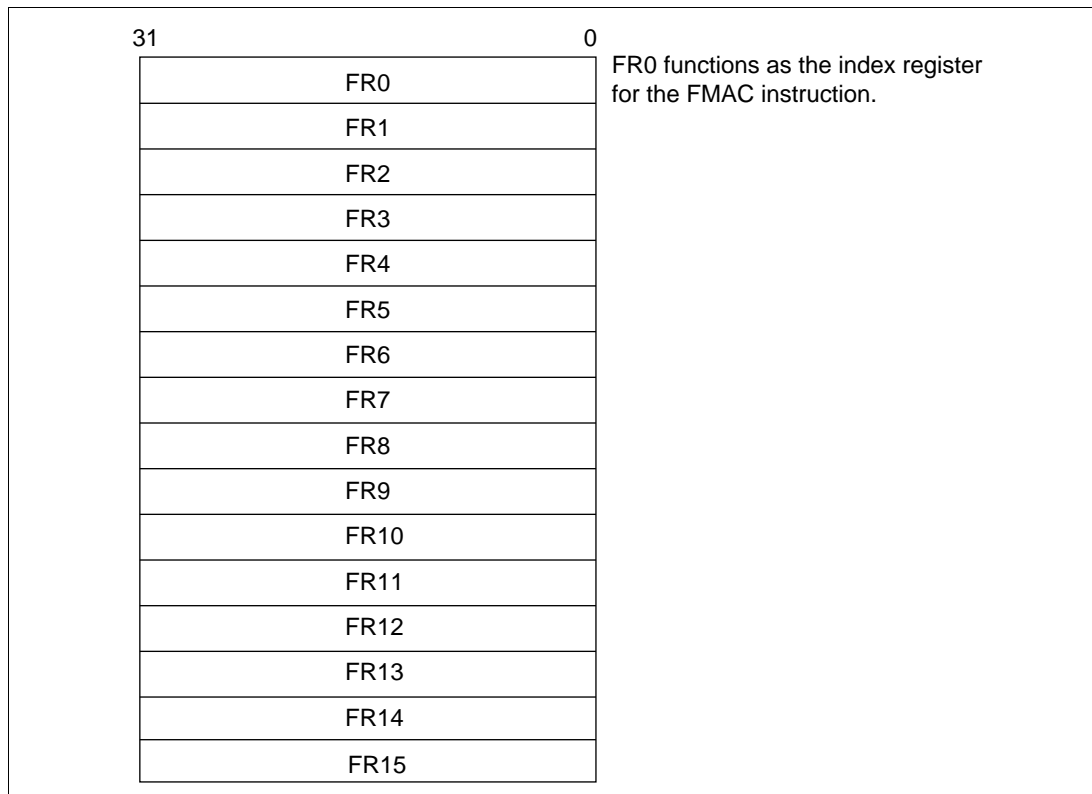 31 0
FR0 FR0 functions as the index register
for the FMAC instruction.
FR1
FR2
FR3
FR4
FR5
FR6
FR7
FR8
FR9
FR10
FR11
FR12
FR13
FR14
FR15